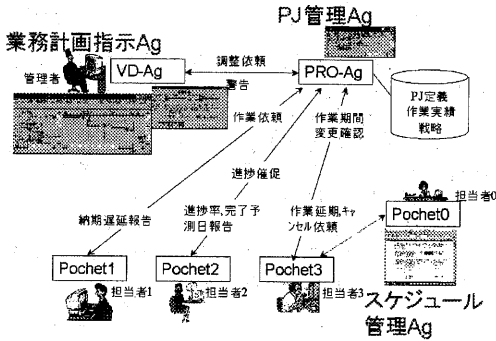 PJ管理Ag
業務計画指示Ag
管理者
VD-Ag
調整依頼
PRO-Ag
警告
作業依頼
作業期間
変更確認
PJ定義
作業実績
戦略
進捗催促
納期遅延報告
進捗率,完了予
測日報告
作業延期,キャ
ンセル依頼
担当者0
Pochet0
Pochet1
担当者1
Pochet2
担当者2
Pochet3
担当者3
スケジュール
管理Ag